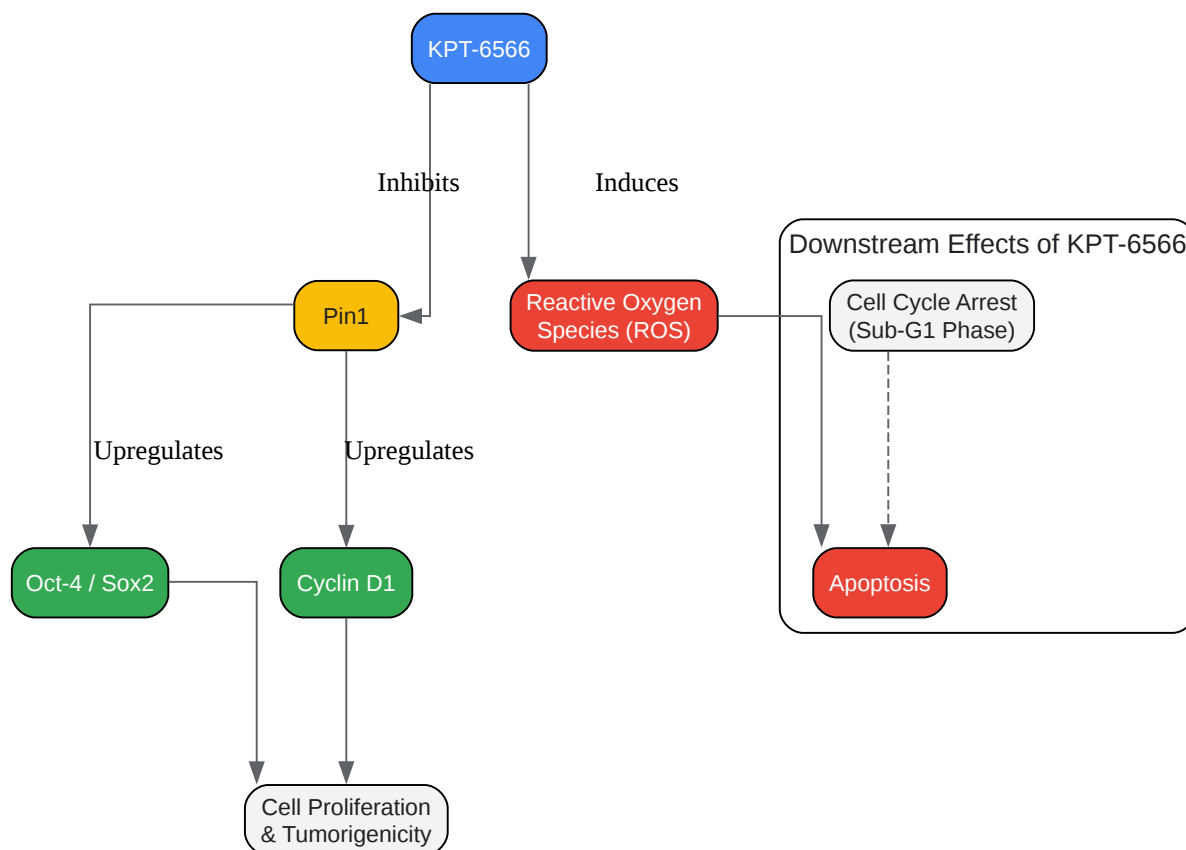 KPT-6566
Inhibits
Induces
Downstream Effects of KPT-6566
Pin1
Reactive Oxygen
Species (ROS)
Cell Cycle Arrest
(Sub-G1 Phase)
Upregulates
Upregulates
Oct-4 / Sox2
Cyclin D1
Apoptosis
Cell Proliferation
& Tumorigenicity